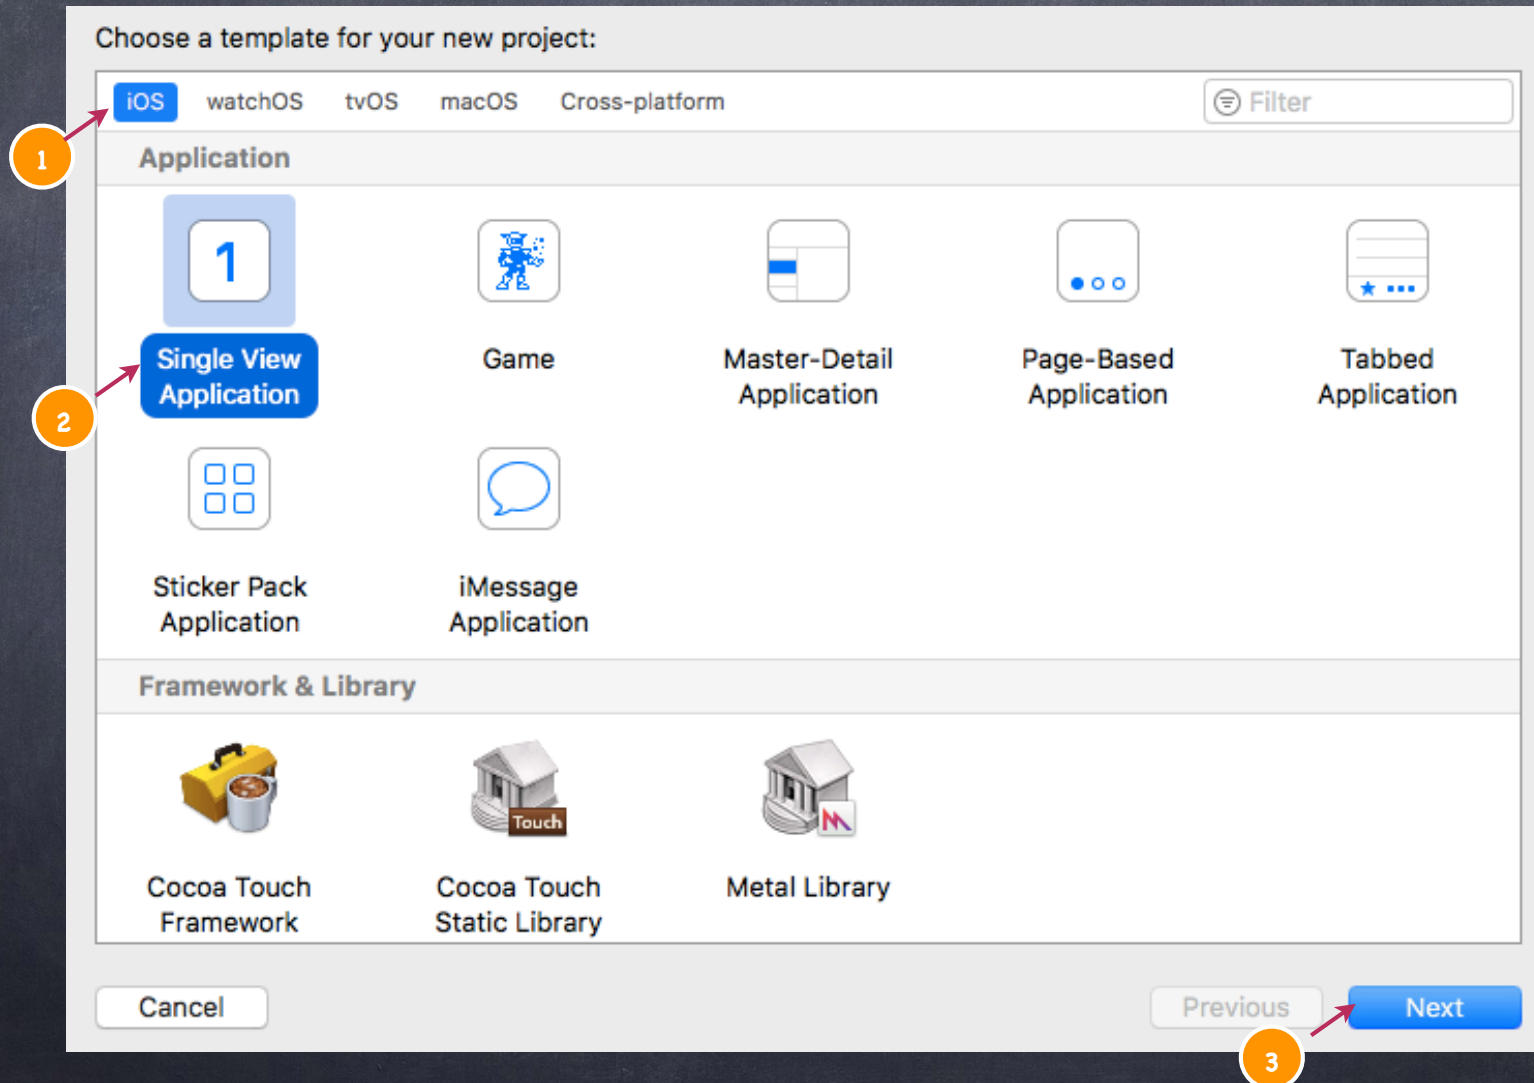 Choose a template for your new project:
iOS watchOS tvOS macOS Cross-platform Filter
1
Application
1
Single View Application
Game
Master-Detail Application
Page-Based Application
Tabbed Application
2
Sticker Pack Application
iMessage Application
Framework & Library
Touch
Cocoa Touch Framework
Cocoa Touch Static Library
Metal Library
Cancel Previous Next
3